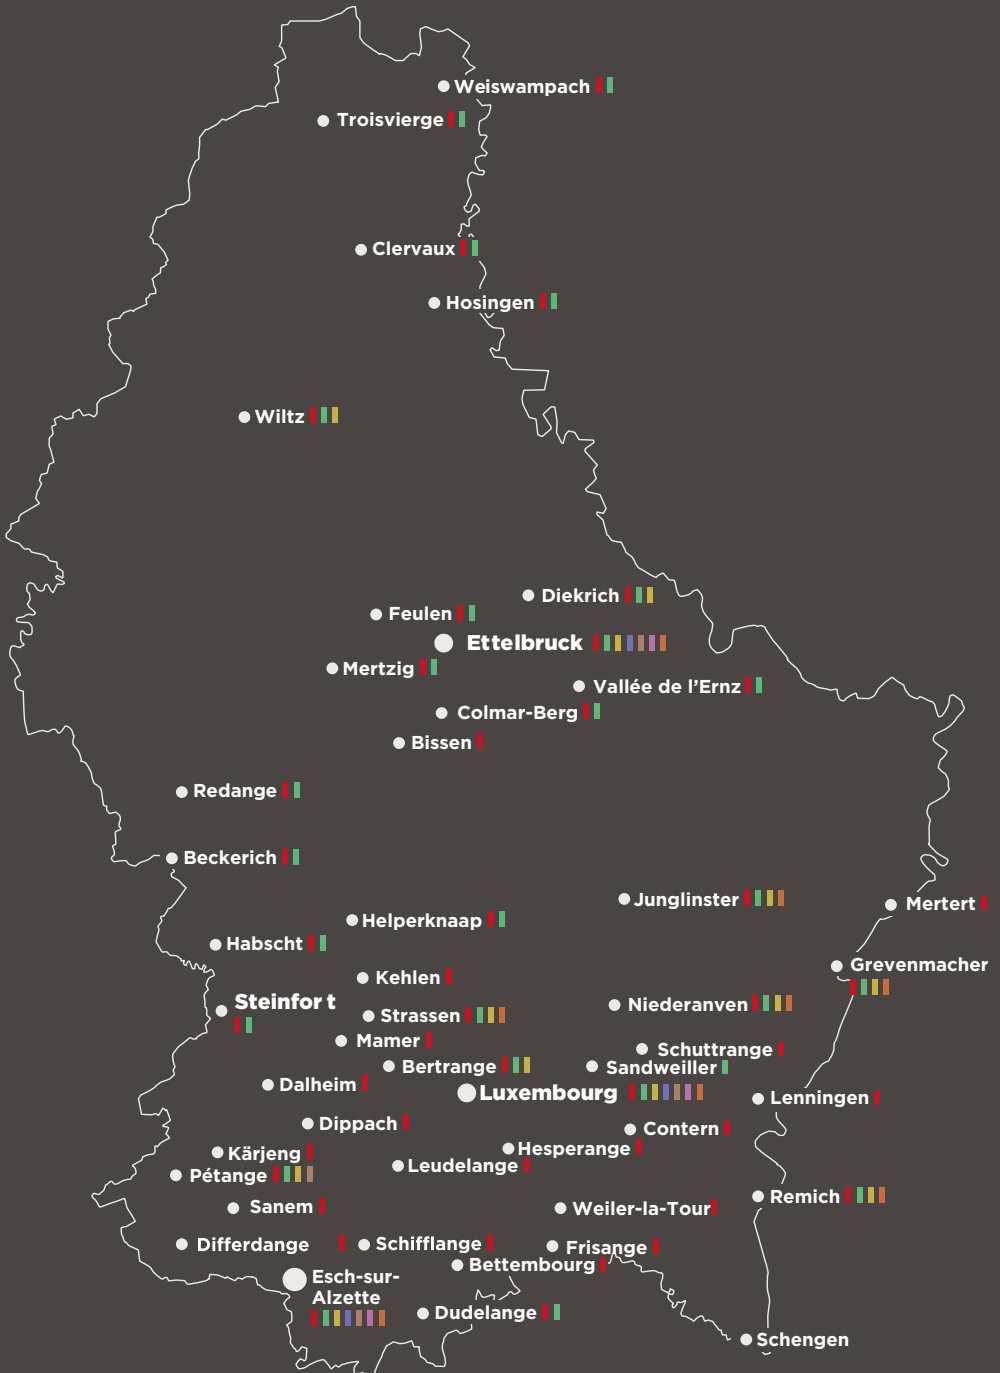 Weiswampach
Troisvierge
Clervaux
Hosingen
Wiltz
Diekrich
Feulen
Ettelbruck
Mertzig
Vallée de l'Ernz
Colmar-Berg
Bissen
Redange
Beckerich
Junglinster
Mertert
Helperknaap
Habscht
Grevenmacher
Kehlen
Steinfor t
Niederanven
Strassen
Mamer
Schuttrange
Bertrange
Sandweiller
Dalheim
Luxembourg
Lenningen
Dippach
Contern
Hesperange
Kärjeng
Leudelange
Pétange
Remich
Sanem
Weiler-la-Tour
Differdange
Schifflange
Frisange
Bettembourg
Esch-sur-
Alzette
Dudelange
Schengen